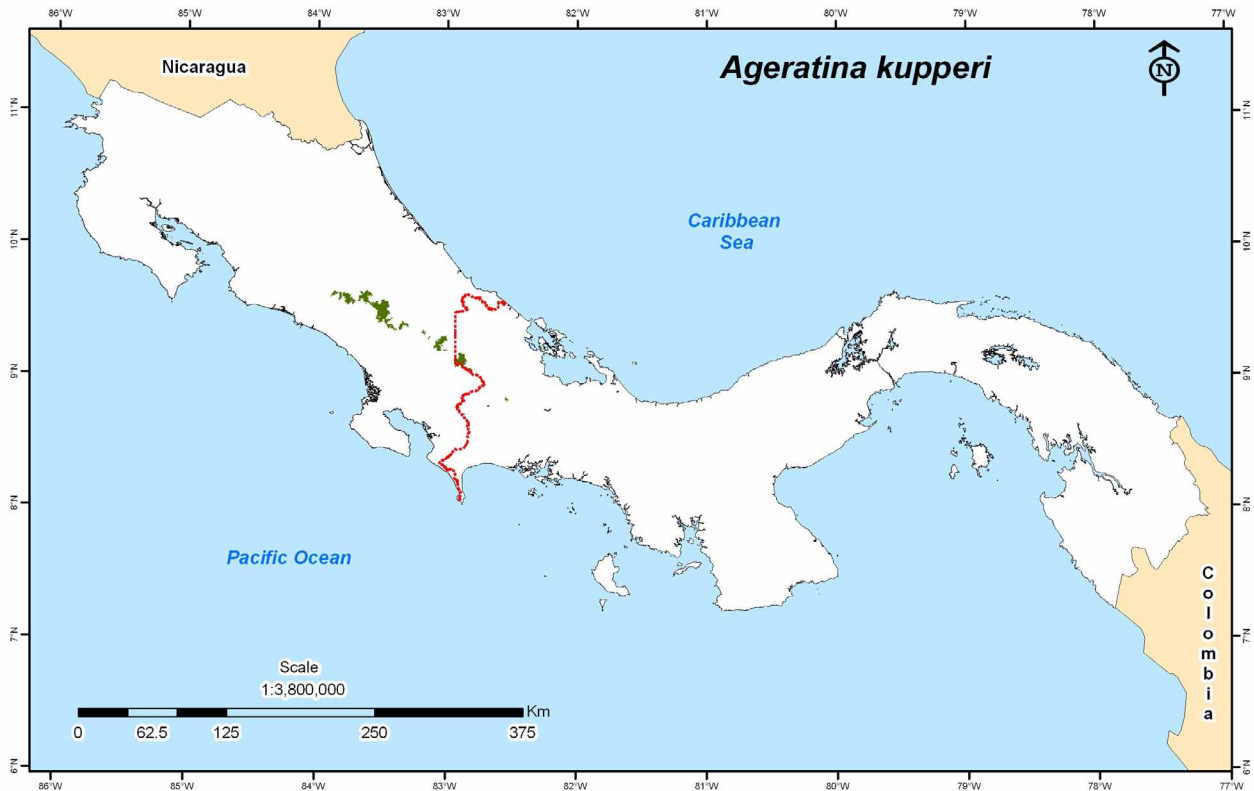 86°W 85°W 84°W 83°W 82°W 81°W 80°W 79°W 78°W 77°W
Nicaragua
Ageratina kupperi
N
11°N
11°N
Caribbean
Sea
10°N
10°N
9°N
9°N
8°N
8°N
Pacific Ocean
Colombia
7°N
7°N
Scale
1:3,800,000
Km
0 62.5 125 250 375
6°N
6°N
86°W 85°W 84°W 83°W 82°W 81°W 80°W 79°W 78°W 77°W